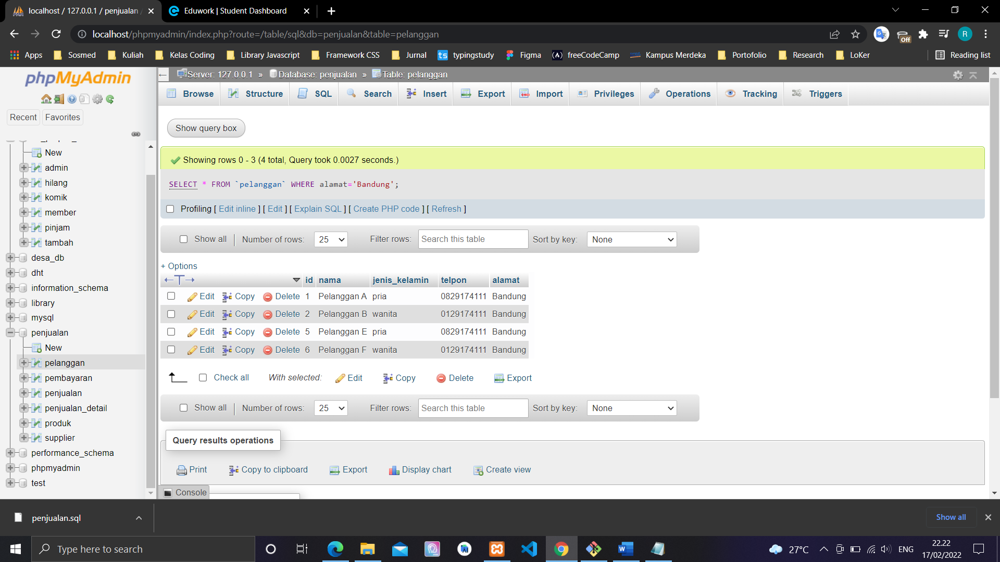 localhost / 127.0.0.1 / penjualan /
Eduwork | Student Dashboard
localhost/phpmyadmin/index.php?route=/table/sql&db=penjualan&table=pelanggan
Off
R
Apps
Sosmed
Kuliah
Kelas Coding
Library Javascript
Framework CSS
Jurnal
ts typingstudy
Figma
(∧) freeCodeCamp
Kampus Merdeka
Portofolio
Research
LoKer
Reading list
phpMyAdmin
Recent
Favorites
New
admin
hilang
komik
member
pinjam
tambah
desa_db
dht
information_schema
library
mysql
penjualan
New
pelanggan
pembayaran
penjualan
penjualan_detail
produk
supplier
performance_schema
phpmyadmin
test
Server: 127.0.0.1 » Database: penjualan » Table: pelanggan
Browse Structure SQL Search Insert Export Import Privileges Operations Tracking Triggers
Show query box
Showing rows 0 - 3 (4 total, Query took 0.0027 seconds.)
SELECT * FROM `pelanggan` WHERE alamat='Bandung';
Profiling [ Edit inline ] [ Edit ] [ Explain SQL ] [ Create PHP code ] [ Refresh ]
Show all | Number of rows: 25 Filter rows: Search this table Sort by key: None
+ Options
←T→ id nama jenis_kelamin telpon alamat
Edit Copy Delete 1 Pelanggan A pria 0829174111 Bandung
Edit Copy Delete 2 Pelanggan B wanita 0129174111 Bandung
Edit Copy Delete 5 Pelanggan E pria 0829174111 Bandung
Edit Copy Delete 6 Pelanggan F wanita 0129174111 Bandung
Check all With selected: Edit Copy Delete Export
Show all | Number of rows: 25 Filter rows: Search this table Sort by key: None
Query results operations
Print Copy to clipboard Export Display chart Create view
Console
penjualan.sql
Show all
Type here to search
27°C
ENG
22.22
17/02/2022